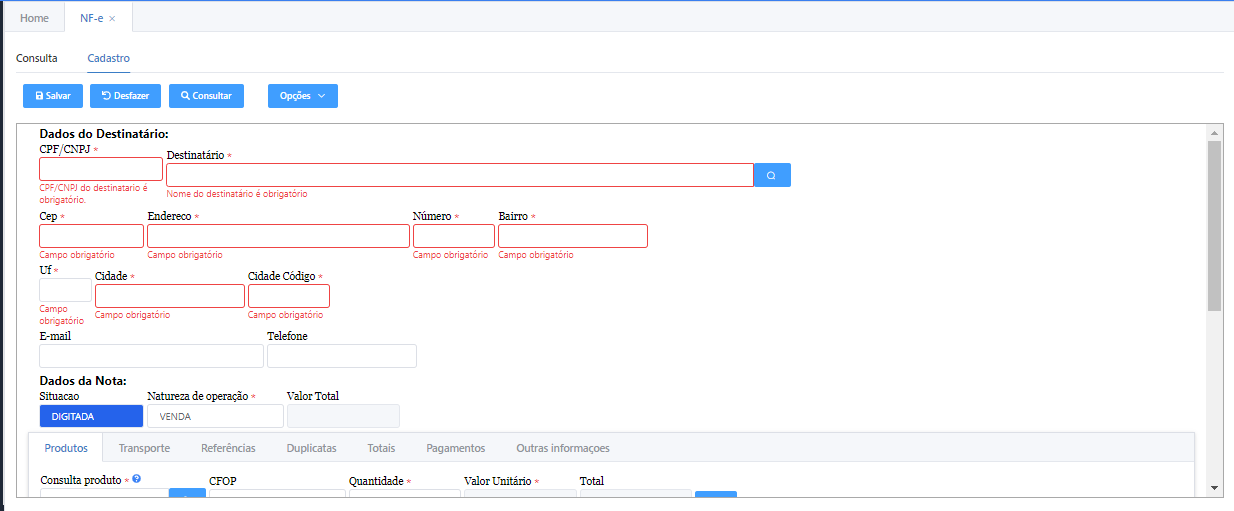 Home NF-e ×
Consulta Cadastro
Salvar Desfazer Consultar Opções
Dados do Destinatário:
CPF/CNPJ * Destinatário *
CPF/CNPJ do destinatario é obrigatório. Nome do destinatário é obrigatório
Cep * Endereco * Número * Bairro *
Campo obrigatório Campo obrigatório Campo obrigatório Campo obrigatório
Uf * Cidade * Cidade Código *
Campo obrigatório Campo obrigatório Campo obrigatório
E-mail Telefone
Dados da Nota:
Situacao Natureza de operação * Valor Total
DIGITADA VENDA
Produtos Transporte Referências Duplicatas Totais Pagamentos Outras informaçoes
Consulta produto * ? CFOP Quantidade * Valor Unitário * Total